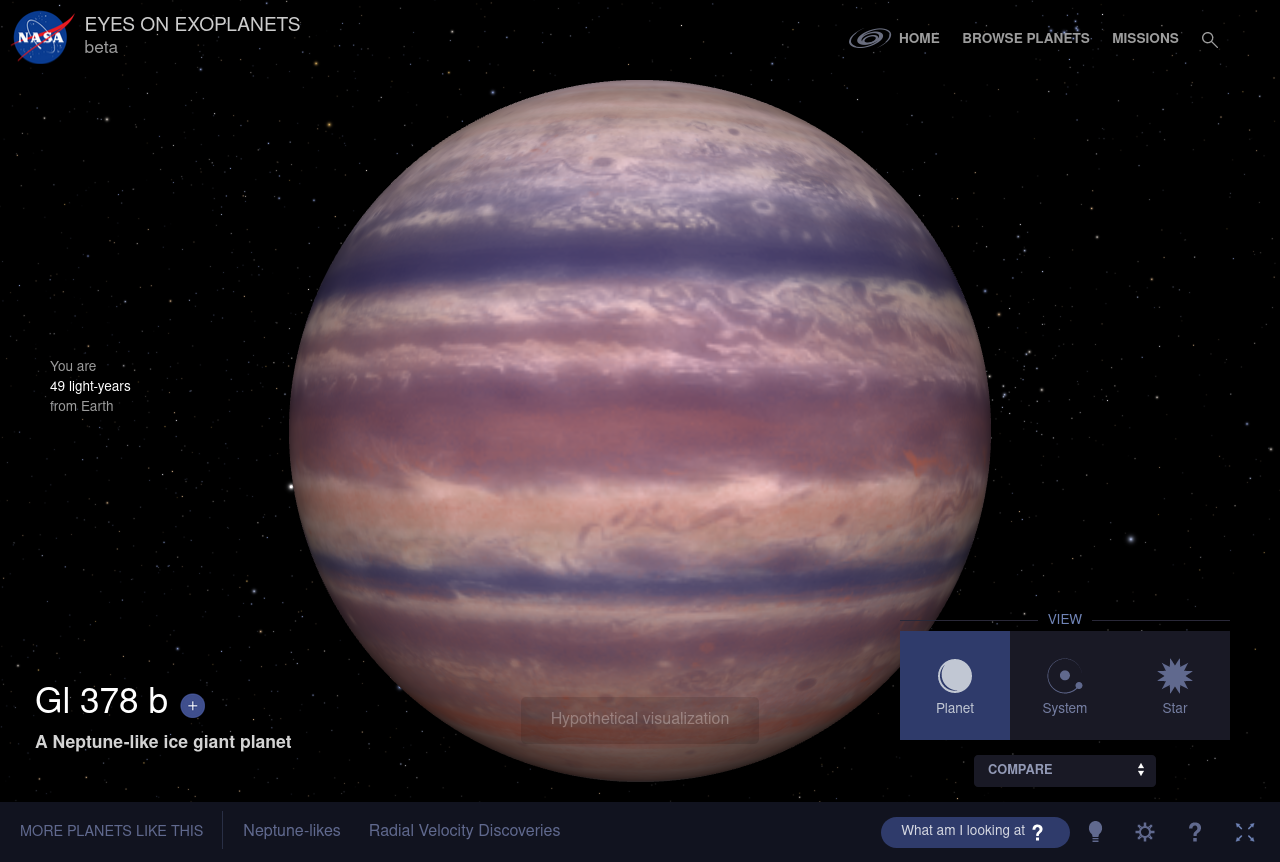 NASA
EYES ON EXOPLANETS
beta
HOME
BROWSE PLANETS
MISSIONS
You are
49 light-years
from Earth
VIEW
Planet
System
Star
Gl 378 b +
A Neptune-like ice giant planet
Hypothetical visualization
COMPARE
MORE PLANETS LIKE THIS
Neptune-likes
Radial Velocity Discoveries
What am I looking at ?
?